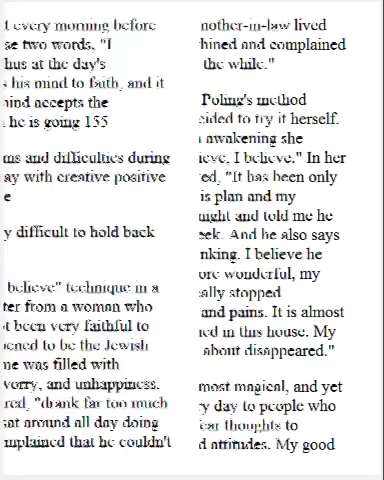 t every morning before
se two words, "I
hus at the day's
s his mind to faith, and it
mind accepts the
he is going 155
ms and difficulties during
ay with creative positive
e
y difficult to hold back
believe" technique in a
ter from a woman who
t been very faithful to
pened to be the Jewish
me was filled with
worry, and unhappiness.
red, "drank far too much
sat around all day doing
mplained that he couldn't
mother-in-law lived
hined and complained
the while."
Poling's method
cided to try it herself.
awakening she
ieve, I believe." In her
ed, "It has been only
is plan and my
night and told me he
eek. And he also says
nking. I believe he
ore wonderful, my
ally stopped
and pains. It is almost
ned in this house. My
about disappeared."
most magical, and yet
y day to people who
ear thoughts to
d attitudes. My good